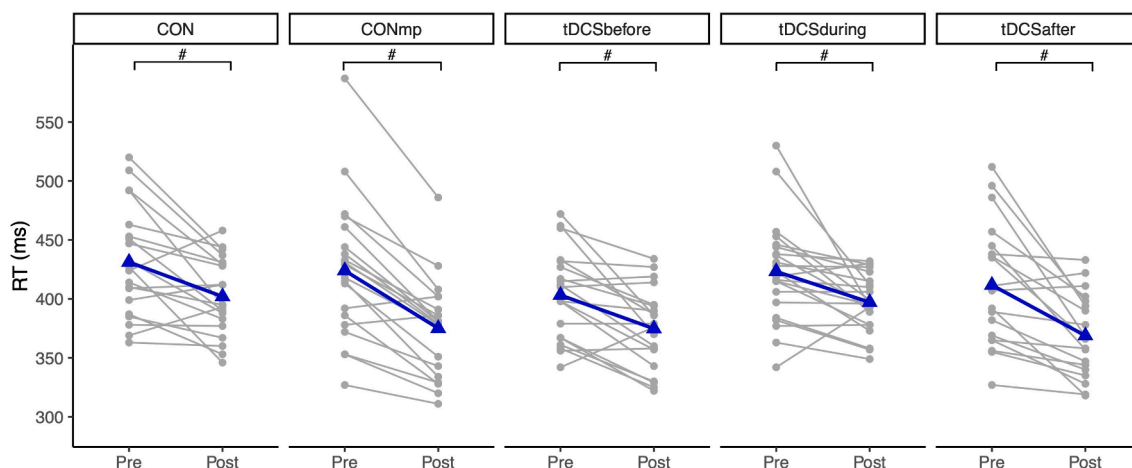 CON CONmp tDCSbefore tDCSduring tDCSafter
# # # # #
RT (ms)
550
500
450
400
350
300
Pre Post Pre Post Pre Post Pre Post Pre Post